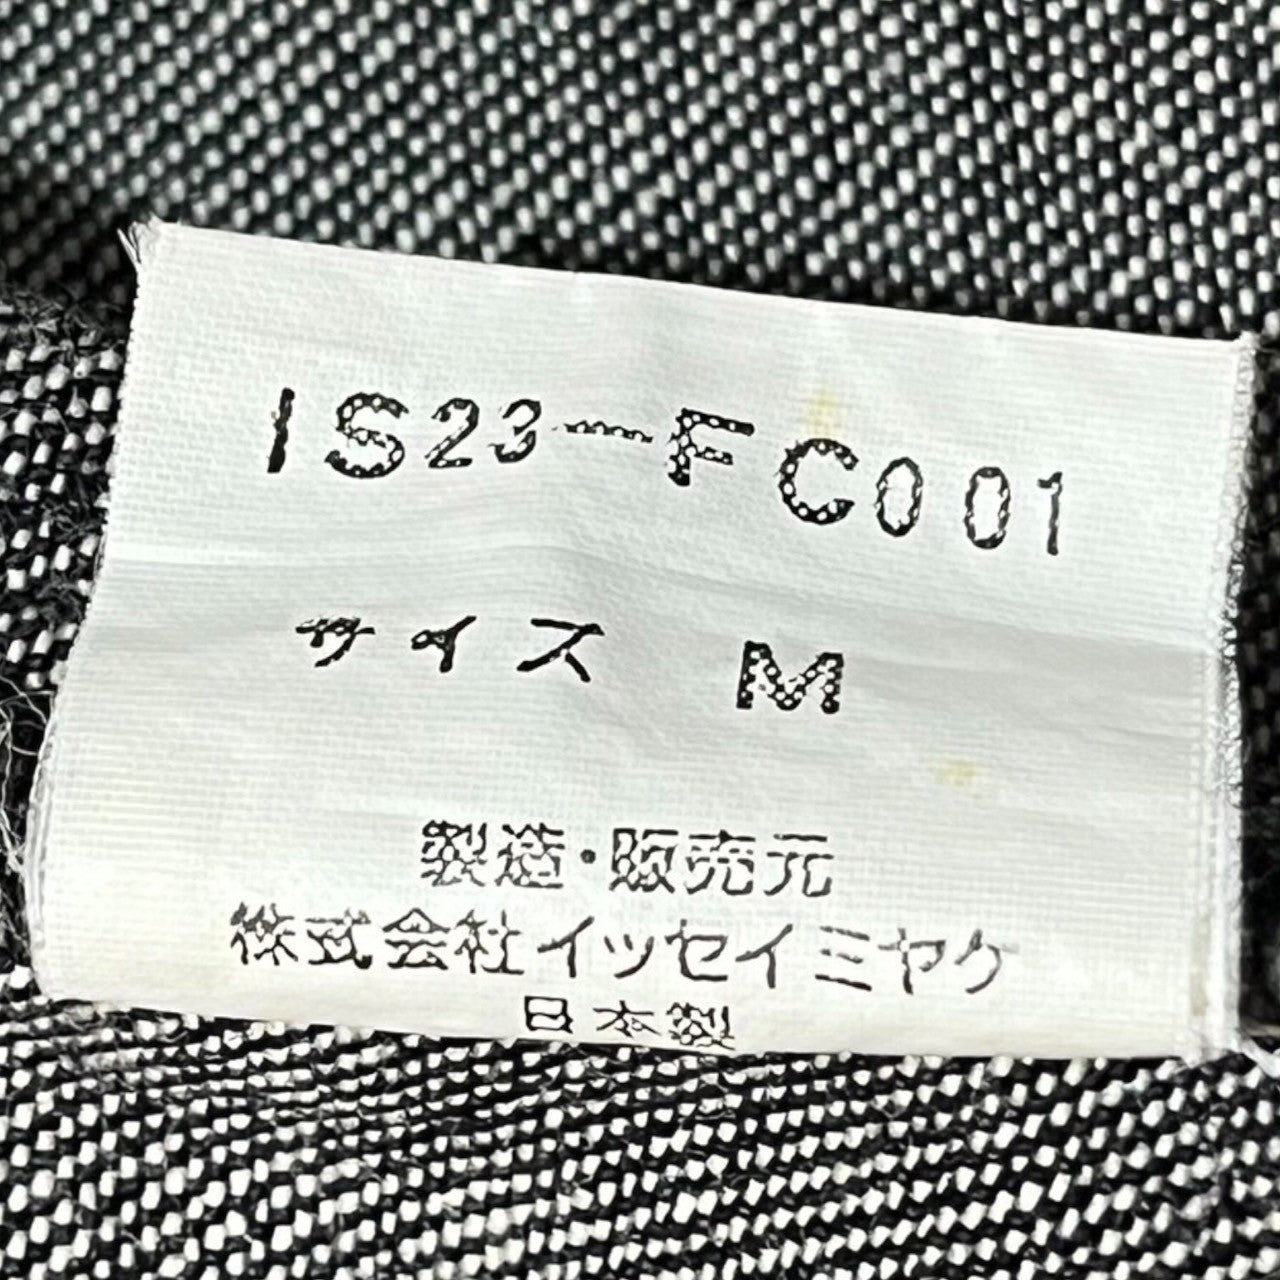 IS23-FC001
サイズ M
製造・販売元
株式会社イッセイミヤケ
日本製